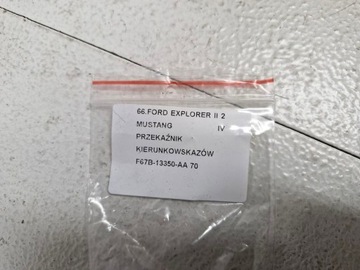 66.FORD EXPLORER II 2
MUSTANG IV
PRZEKAŹNIK
KIERUNKOWSKAZÓW
F67B-13350-AA 70